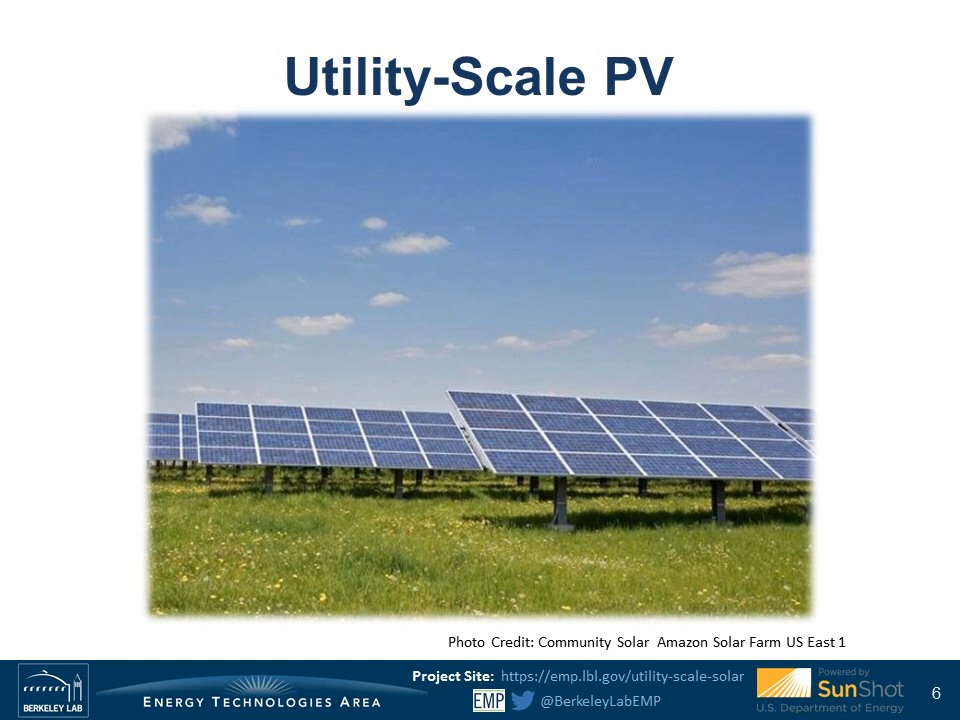 Utility-Scale PV
Photo Credit: Community Solar Amazon Solar Farm US East 1
BERKELEY LAB
ENERGY TECHNOLOGIES AREA
Project Site: https://emp.lbl.gov/utility-scale-solar
EMP @BerkeleyLabEMP
Powered by
SunShot
U.S. Department of Energy
6